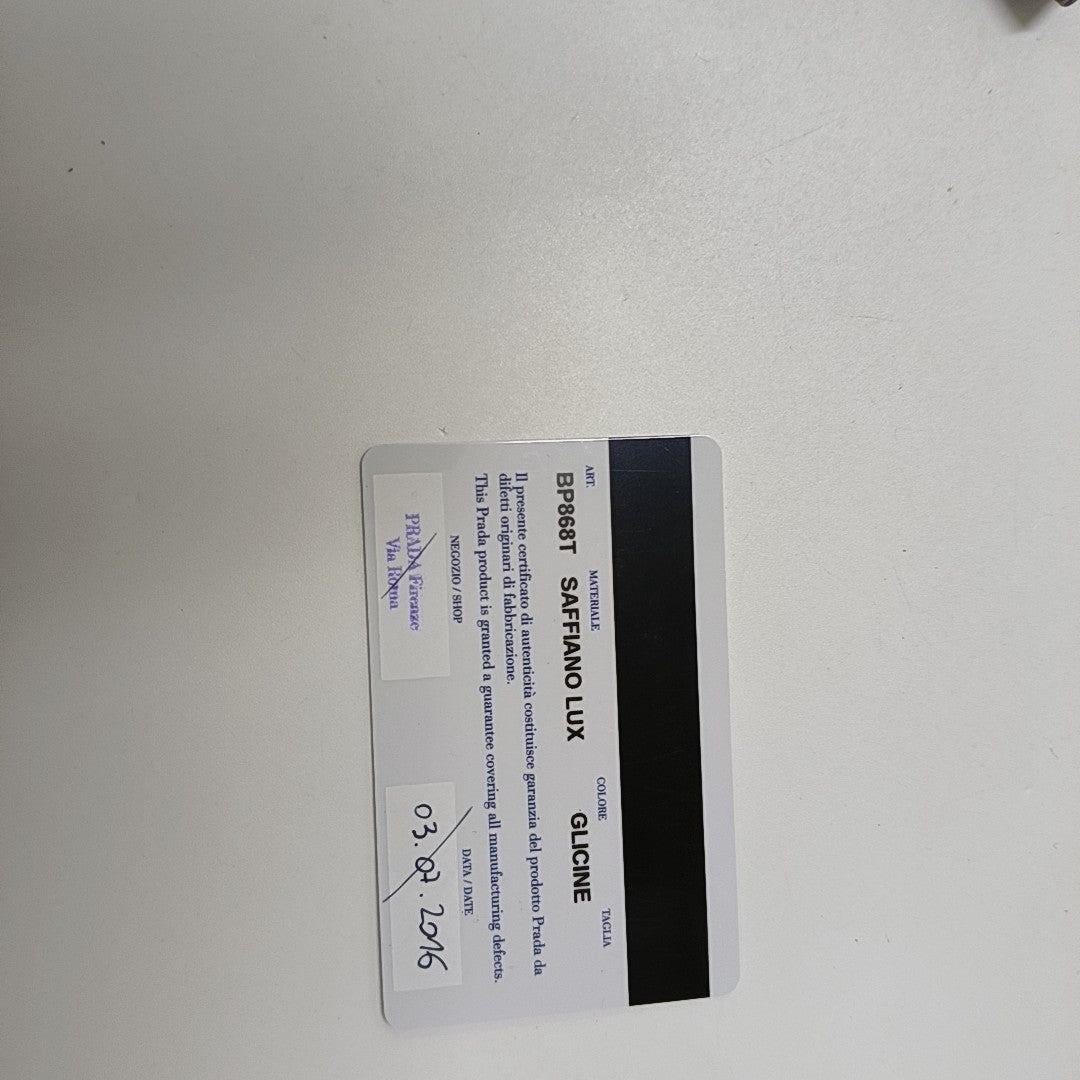 ART. MATERIALE COLORE TAGLIA
BP868T SAFFIANO LUX GLICINE
Il presente certificato di autenticità costituisce garanzia del prodotto Prada da
difetti originari di fabbricazione.
This Prada product is granted a guarantee covering all manufacturing defects.
NEGOZIO / SHOP DATA / DATE
PRADA Firenze
Via Roma
03.07.2016